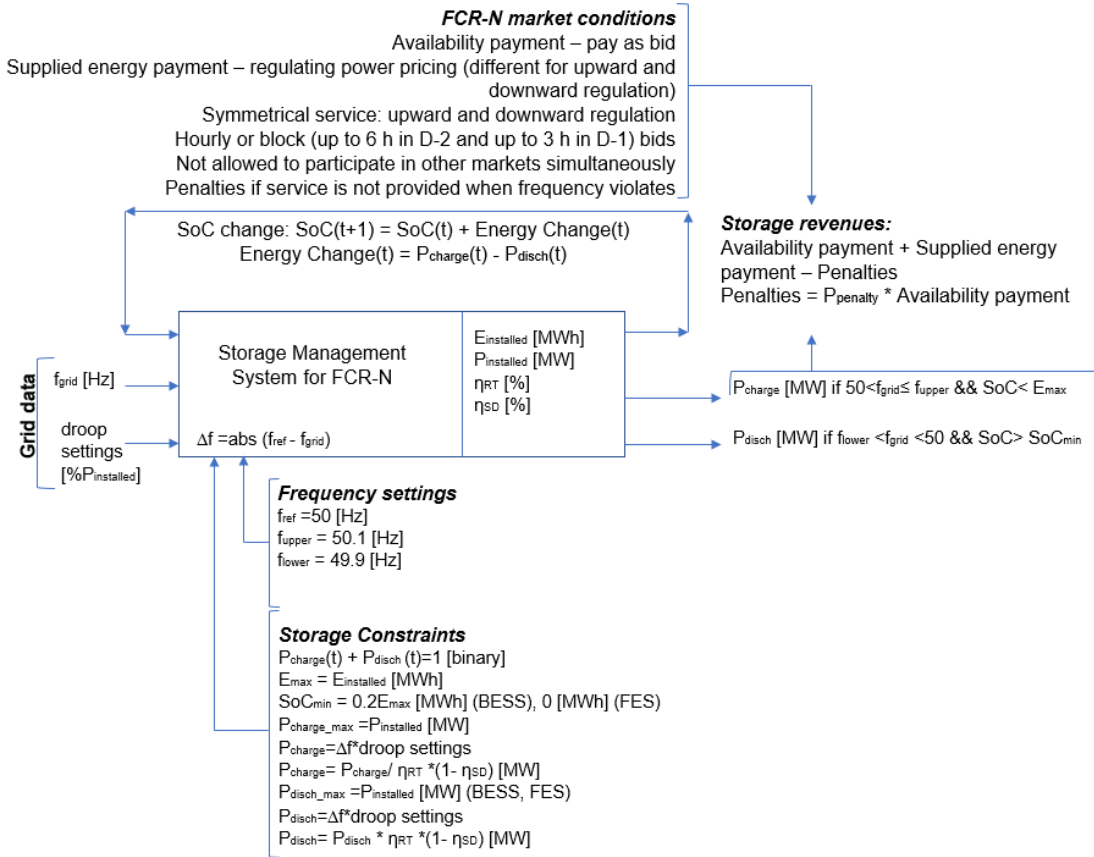 FCR-N market conditions
Availability payment – pay as bid
Supplied energy payment – regulating power pricing (different for upward and
downward regulation)
Symmetrical service: upward and downward regulation
Hourly or block (up to 6 h in D-2 and up to 3 h in D-1) bids
Not allowed to participate in other markets simultaneously
Penalties if service is not provided when frequency violates
SoC change: SoC(t+1) = SoC(t) + Energy Change(t)
Energy Change(t) = Pcharge(t) - Pdisch(t)
Storage revenues:
Availability payment + Supplied energy
payment – Penalties
Penalties = Ppenalty * Availability payment
Grid data
fgrid [Hz]
droop
settings
[%Pinstalled]
Storage Management
System for FCR-N
Δf =abs (fref - fgrid)
Einstalled [MWh]
Pinstalled [MW]
ηRT [%]
ηSD [%]
Pcharge [MW] if 50<fgrid≤ fupper && SoC< Emax
Pdisch [MW] if flower <fgrid <50 && SoC> SoCmin
Frequency settings
fref =50 [Hz]
fupper = 50.1 [Hz]
flower = 49.9 [Hz]
Storage Constraints
Pcharge(t) + Pdisch (t)=1 [binary]
Emax = Einstalled [MWh]
SoCmin = 0.2Emax [MWh] (BESS), 0 [MWh] (FES)
Pcharge_max =Pinstalled [MW]
Pcharge=Δf*droop settings
Pcharge= Pcharge/ ηRT *(1- ηSD) [MW]
Pdisch_max =Pinstalled [MW] (BESS, FES)
Pdisch=Δf*droop settings
Pdisch= Pdisch * ηRT *(1- ηSD) [MW]